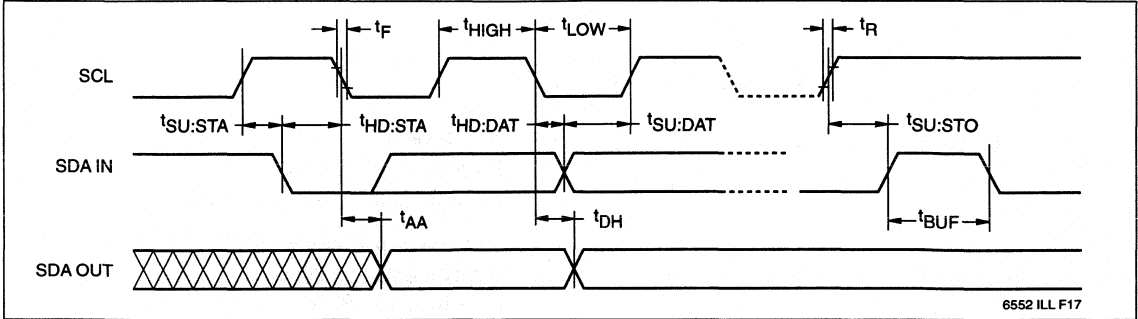 tF
tHIGH
tLOW
tR
SCL
tSU:STA
tHD:STA
tHD:DAT
tSU:DAT
tSU:STO
SDA IN
tAA
tDH
tBUF
SDA OUT
6552 ILL F17